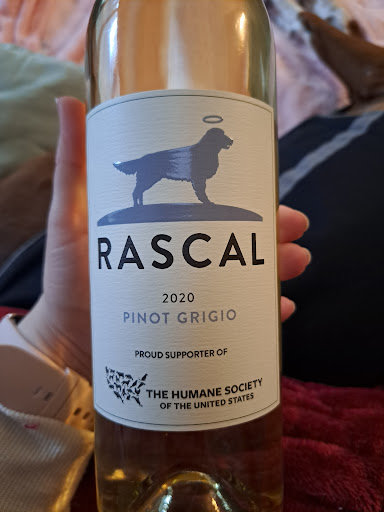 RASCAL
2020
PINOT GRIGIO
PROUD SUPPORTER OF
THE HUMANE SOCIETY
OF THE UNITED STATES